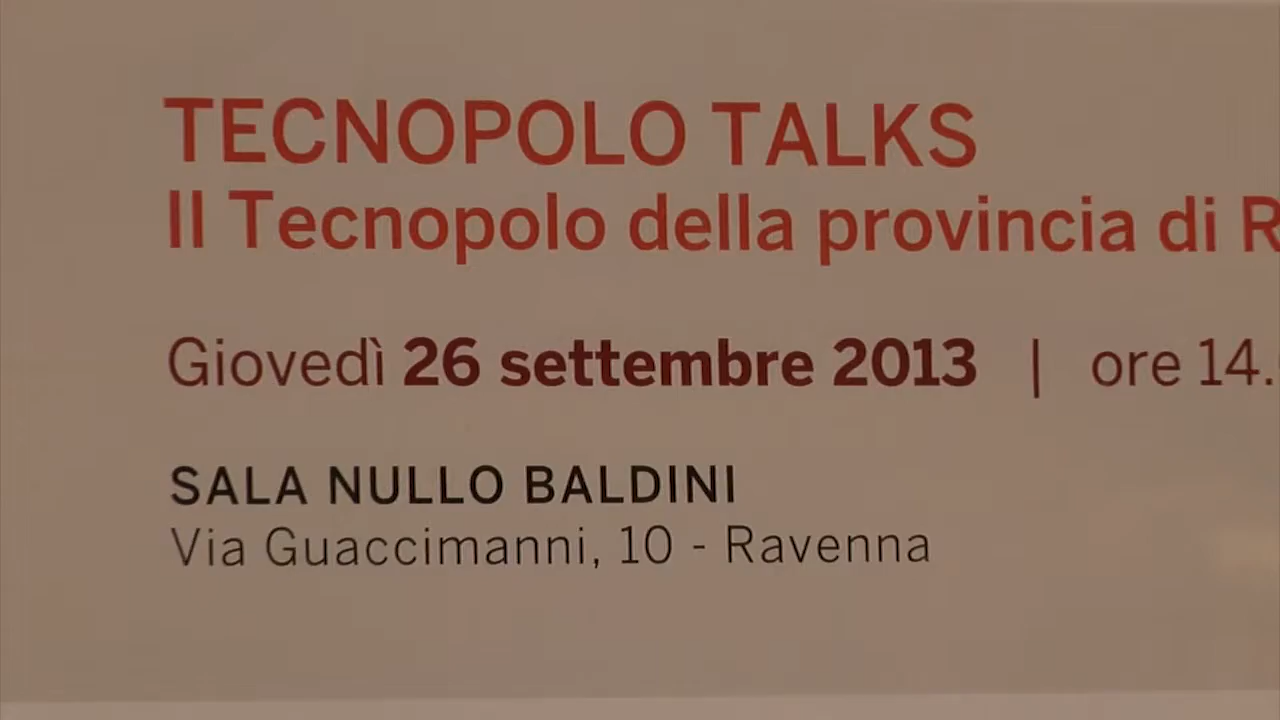 TECNOPOLO TALKS
Il Tecnopolo della provincia di
Giovedì 26 settembre 2013 | ore 14.
SALA NULLO BALDINI
Via Guaccimanni, 10 - Ravenna